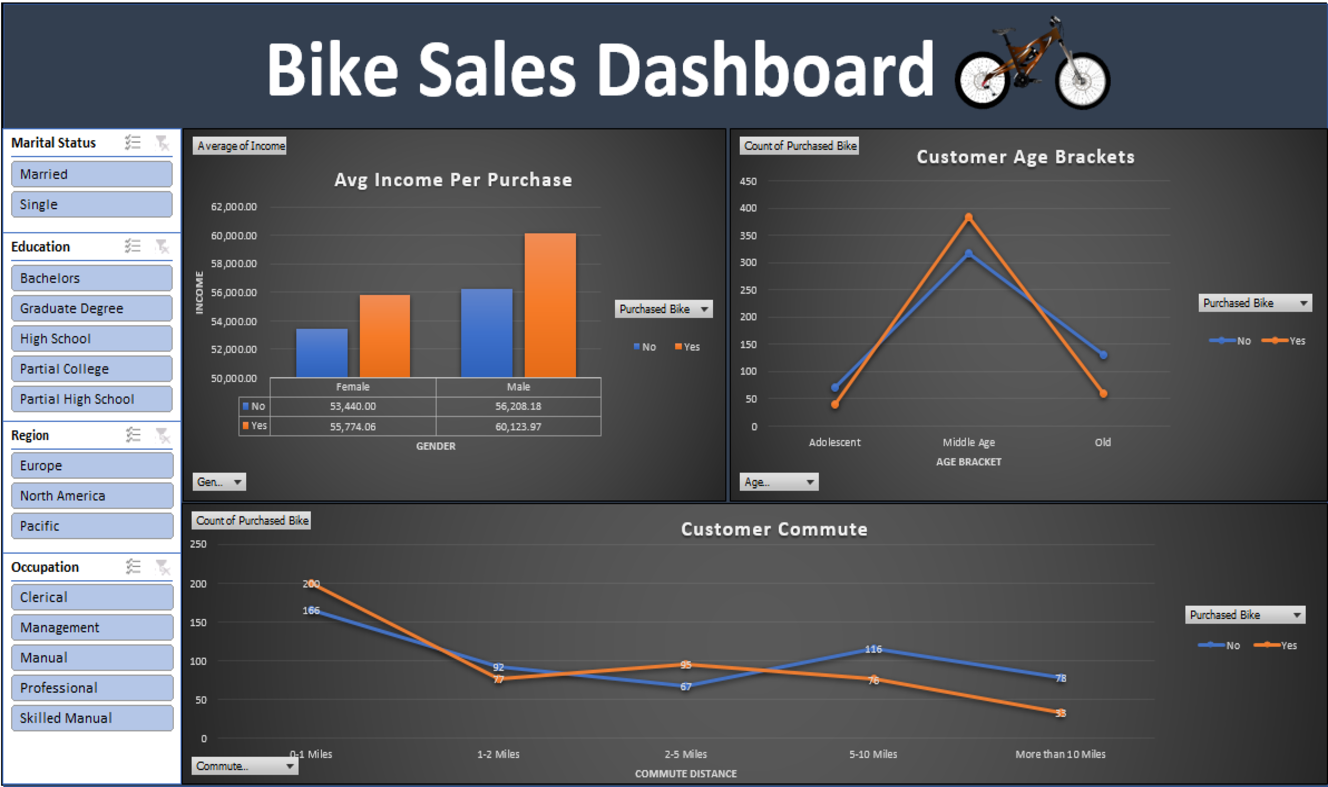 Bike Sales Dashboard
Marital Status
Married
Single
Education
Bachelors
Graduate Degree
High School
Partial College
Partial High School
Region
Europe
North America
Pacific
Occupation
Clerical
Management
Manual
Professional
Skilled Manual
Average of Income
Avg Income Per Purchase
62,000.00
60,000.00
58,000.00
56,000.00
54,000.00
52,000.00
50,000.00
INCOME
Female Male
No 53,440.00 56,208.18
Yes 55,774.06 60,123.97
GENDER
Purchased Bike
No Yes
Gen...
Count of Purchased Bike
Customer Age Brackets
450
400
350
300
250
200
150
100
50
0
Adolescent Middle Age Old
AGE BRACKET
Purchased Bike
No Yes
Age...
Count of Purchased Bike
Customer Commute
250
200
150
100
50
0
200
166
92
77
95
67
116
76
78
33
0-1 Miles 1-2 Miles 2-5 Miles 5-10 Miles More than 10 Miles
COMMUTE DISTANCE
Purchased Bike
No Yes
Commute...